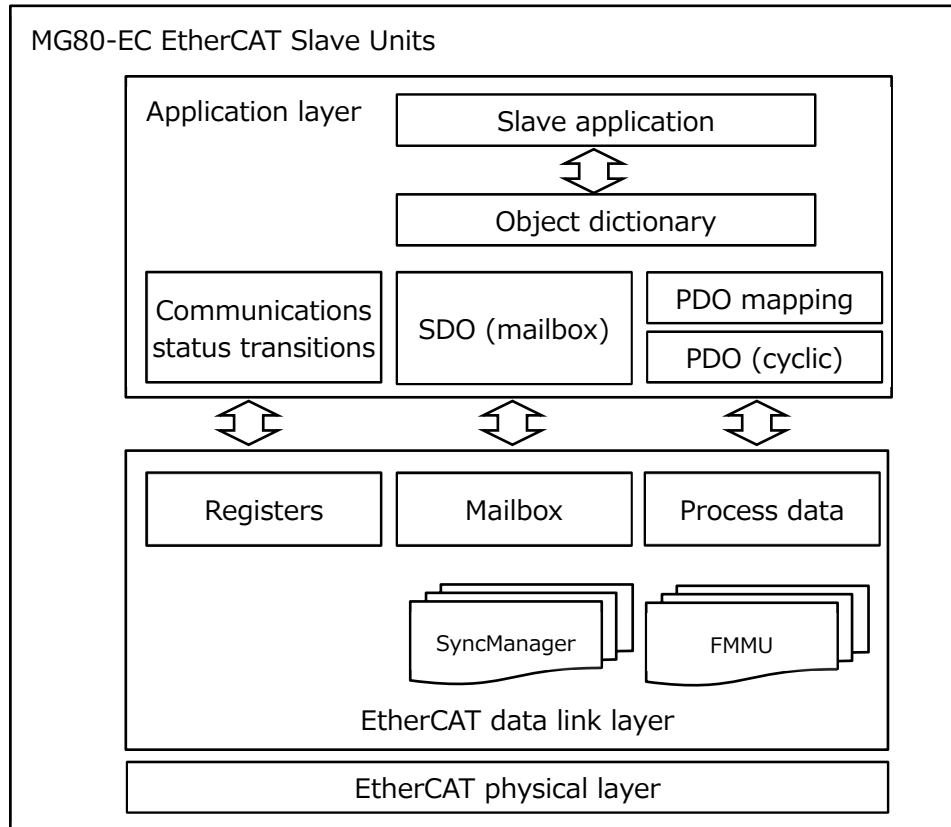 MG80-EC EtherCAT Slave Units
Application layer
Slave application
Object dictionary
Communications
status transitions
SDO (mailbox)
PDO mapping
PDO (cyclic)
Registers
Mailbox
Process data
SyncManager
FMMU
EtherCAT data link layer
EtherCAT physical layer